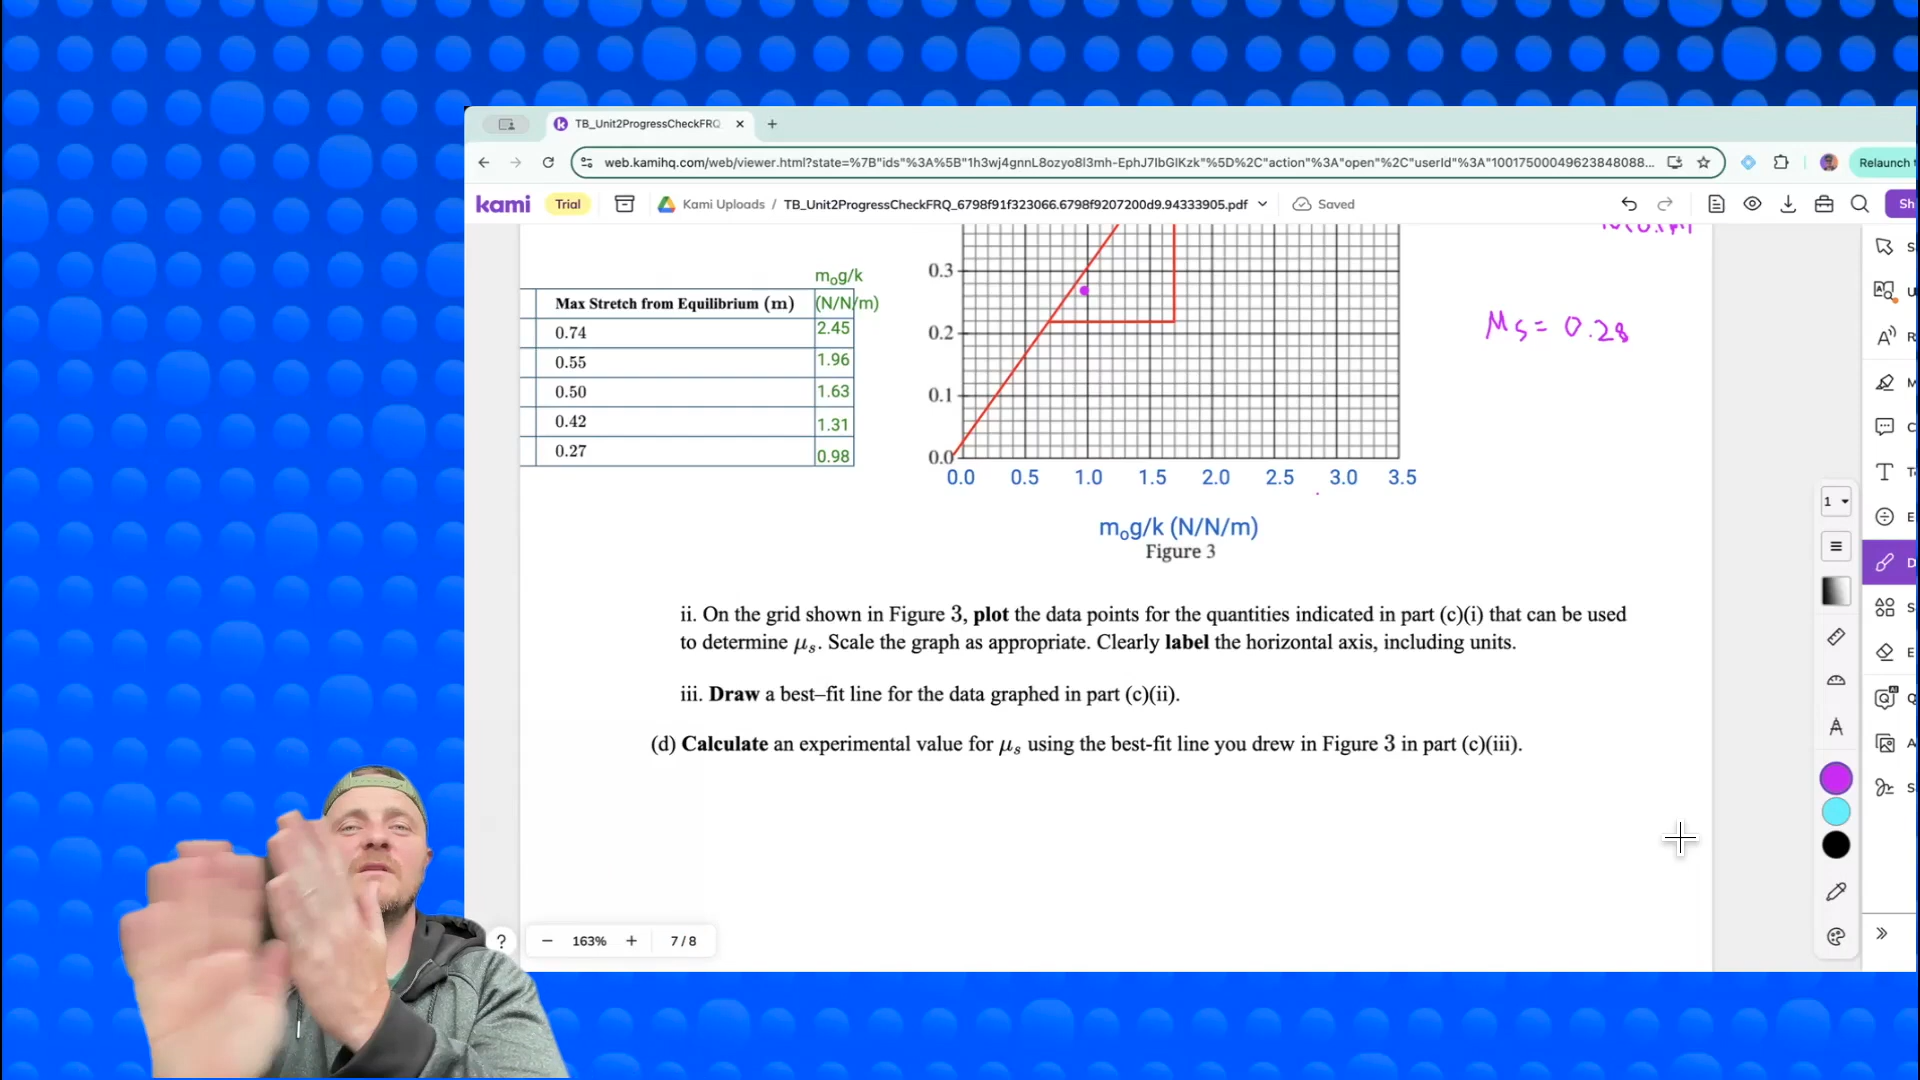 TB_Unit2ProgressCheckFRQ
web.kamihq.com/web/viewer.html?state=%7B"ids"%3A%5B"1h3wj4gnnL8ozyo8l3mh-EphJ7IbGlKzk"%5D%2C"action"%3A"open"%2C"userId"%3A"10017500049623848088...
Relaunch t
kami
Trial
Kami Uploads / TB_Unit2ProgressCheckFRQ_6798f91f323066.6798f9207200d9.94333905.pdf
Saved
Sh
m₀g/k
Max Stretch from Equilibrium (m) (N/N/m)
0.74 2.45
0.55 1.96
0.50 1.63
0.42 1.31
0.27 0.98
0.3
0.2
0.1
0.0
0.0 0.5 1.0 1.5 2.0 2.5 3.0 3.5
m₀g/k (N/N/m)
Figure 3
Ms = 0.28
ii. On the grid shown in Figure 3, plot the data points for the quantities indicated in part (c)(i) that can be used
to determine μₛ. Scale the graph as appropriate. Clearly label the horizontal axis, including units.
iii. Draw a best–fit line for the data graphed in part (c)(ii).
(d) Calculate an experimental value for μₛ using the best-fit line you drew in Figure 3 in part (c)(iii).
1
? − 163% + 7 / 8